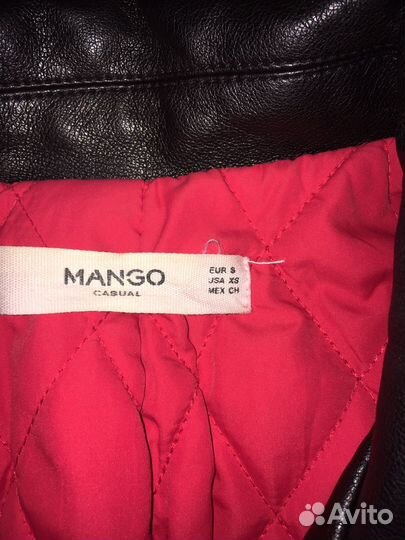 MANGO
CASUAL
EUR S
USA XS
MEX CH
Avito